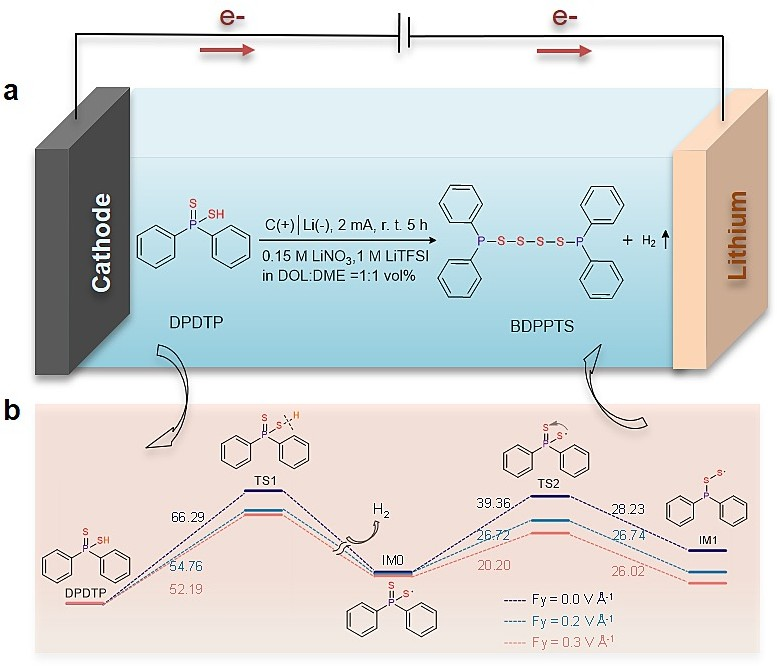 e-
e-
a
Cathode
S
SH
P
DPDTP
C(+)|Li(-), 2 mA, r. t. 5 h
0.15 M LiNO3,1 M LiTFSI
in DOL:DME =1:1 vol%
P-S-S-S-S-P
+ H2
BDPPTS
Lithium
b
S
SH
P
DPDTP
66.29
54.76
52.19
S
H
S
P
TS1
H2
IM0
S
S·
P
39.36
26.72
20.20
S
S·
P
TS2
28.23
26.74
26.02
S·
S
P
IM1
Fy = 0.0 V Å-1
Fy = 0.2 V Å-1
Fy = 0.3 V Å-1